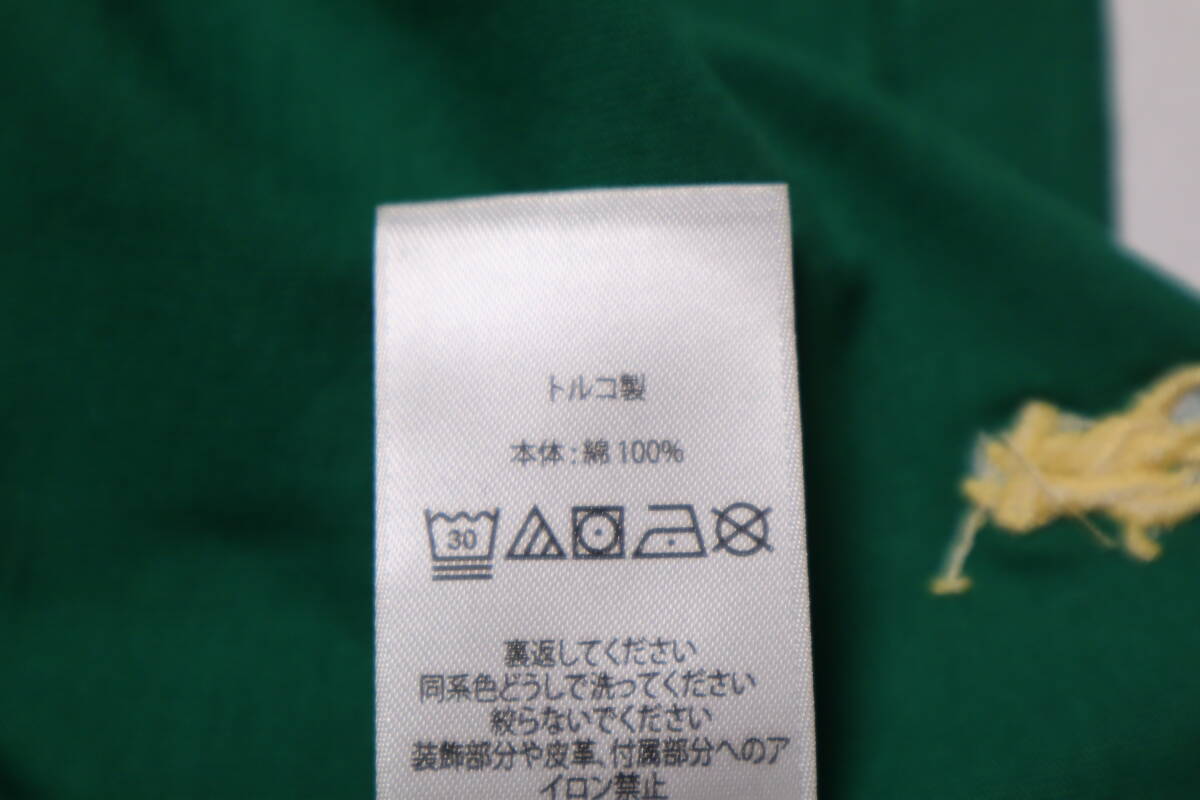 トルコ製
本体 : 綿 100%
30
裏返してください
同系色どうしで洗ってください
絞らないでください
装飾部分や皮革、付属部分へのア
イロン禁止